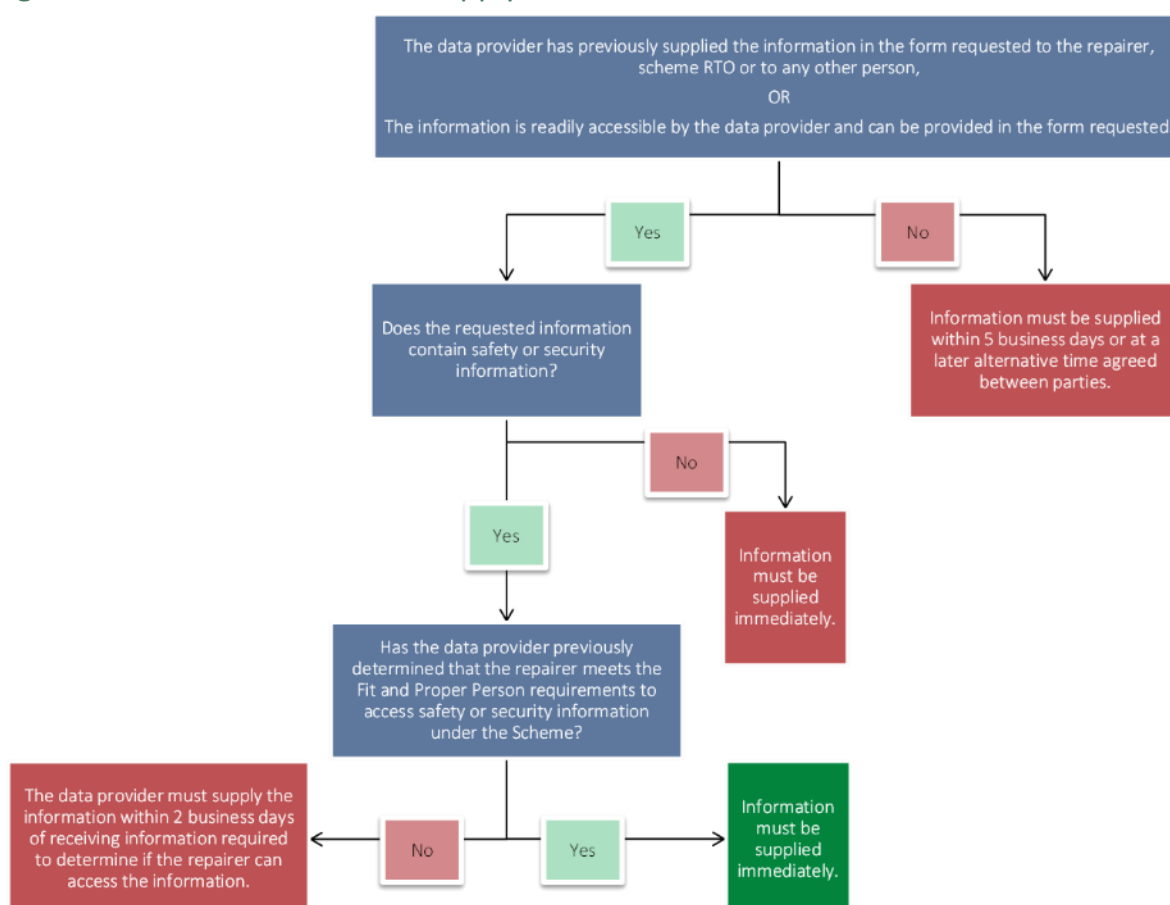 The data provider has previously supplied the information in the form requested to the repairer,
scheme RTO or to any other person,
OR
The information is readily accessible by the data provider and can be provided in the form requested
Yes
No
Does the requested information
contain safety or security
information?
Information must be supplied
within 5 business days or at a
later alternative time agreed
between parties.
No
Yes
Information
must be
supplied
immediately.
Has the data provider previously
determined that the repairer meets the
Fit and Proper Person requirements to
access safety or security information
under the Scheme?
The data provider must supply the
information within 2 business days
of receiving information required
to determine if the repairer can
access the information.
No
Yes
Information
must be
supplied
immediately.